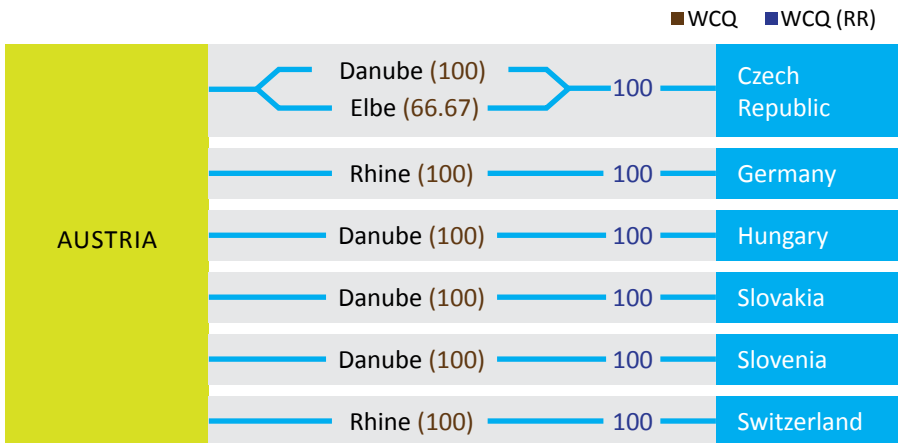 WCQ WCQ (RR)
AUSTRIA
Danube (100)
Elbe (66.67)
100
Czech
Republic
Rhine (100) 100 Germany
Danube (100) 100 Hungary
Danube (100) 100 Slovakia
Danube (100) 100 Slovenia
Rhine (100) 100 Switzerland